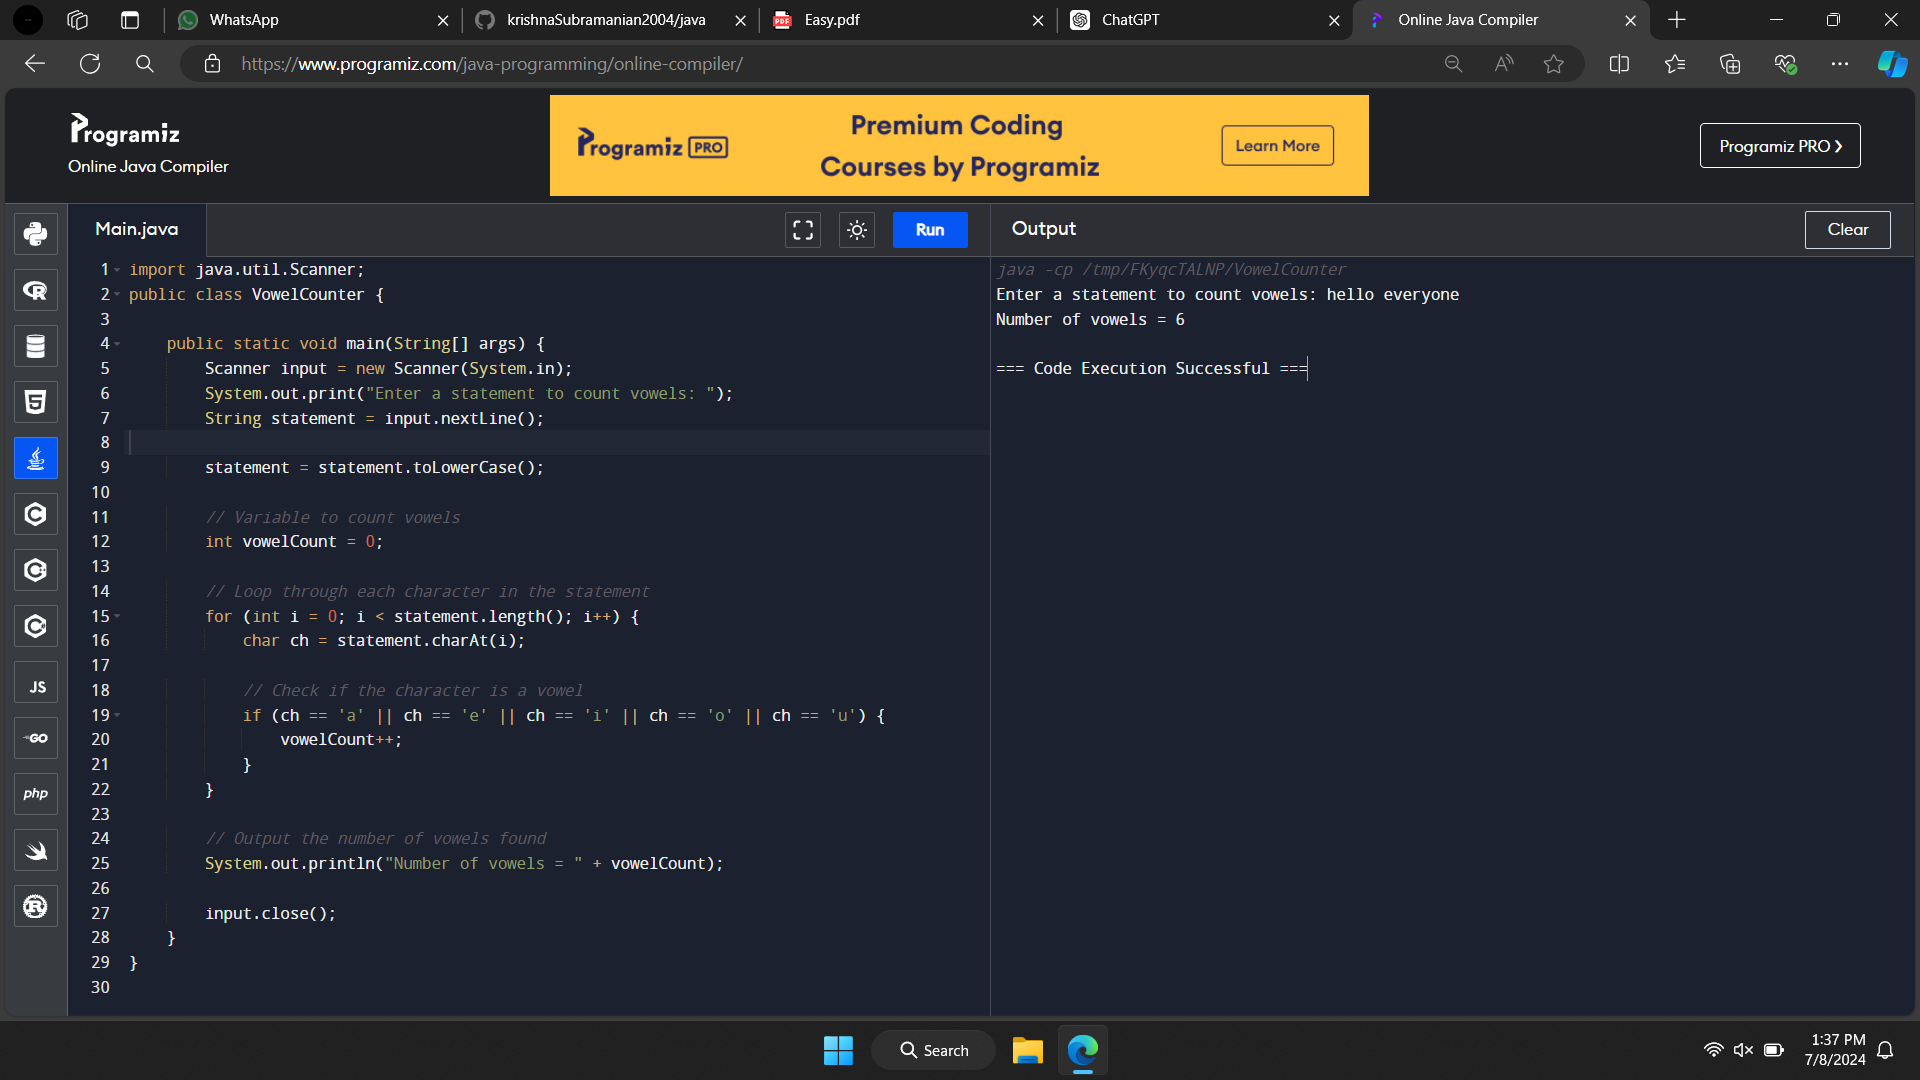 WhatsApp
krishnaSubramanian2004/java
Easy.pdf
ChatGPT
Online Java Compiler
https://www.programiz.com/java-programming/online-compiler/
Programiz
Online Java Compiler
Programiz PRO
Premium Coding
Courses by Programiz
Learn More
Programiz PRO
Main.java
Run
Output
Clear
1 import java.util.Scanner;
2 public class VowelCounter {
3
4     public static void main(String[] args) {
5         Scanner input = new Scanner(System.in);
6         System.out.print("Enter a statement to count vowels: ");
7         String statement = input.nextLine();
8
9         statement = statement.toLowerCase();
10
11         // Variable to count vowels
12         int vowelCount = 0;
13
14         // Loop through each character in the statement
15         for (int i = 0; i < statement.length(); i++) {
16             char ch = statement.charAt(i);
17
18             // Check if the character is a vowel
19             if (ch == 'a' || ch == 'e' || ch == 'i' || ch == 'o' || ch == 'u') {
20                 vowelCount++;
21             }
22         }
23
24         // Output the number of vowels found
25         System.out.println("Number of vowels = " + vowelCount);
26
27         input.close();
28     }
29 }
30
java -cp /tmp/FKyqcTALNP/VowelCounter
Enter a statement to count vowels: hello everyone
Number of vowels = 6
=== Code Execution Successful ===
JS
GO
php
Search
1:37 PM
7/8/2024